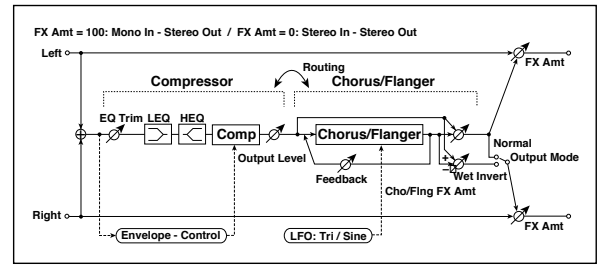 FX Amt = 100: Mono In - Stereo Out / FX Amt = 0: Stereo In - Stereo Out
Left
FX Amt
Routing
Compressor
Chorus/Flanger
EQ Trim
LEQ
HEQ
Comp
Output Level
Chorus/Flanger
Feedback
Cho/Flng FX Amt
+
−
Wet Invert
Normal
Output Mode
Right
FX Amt
Envelope - Control
LFO: Tri / Sine